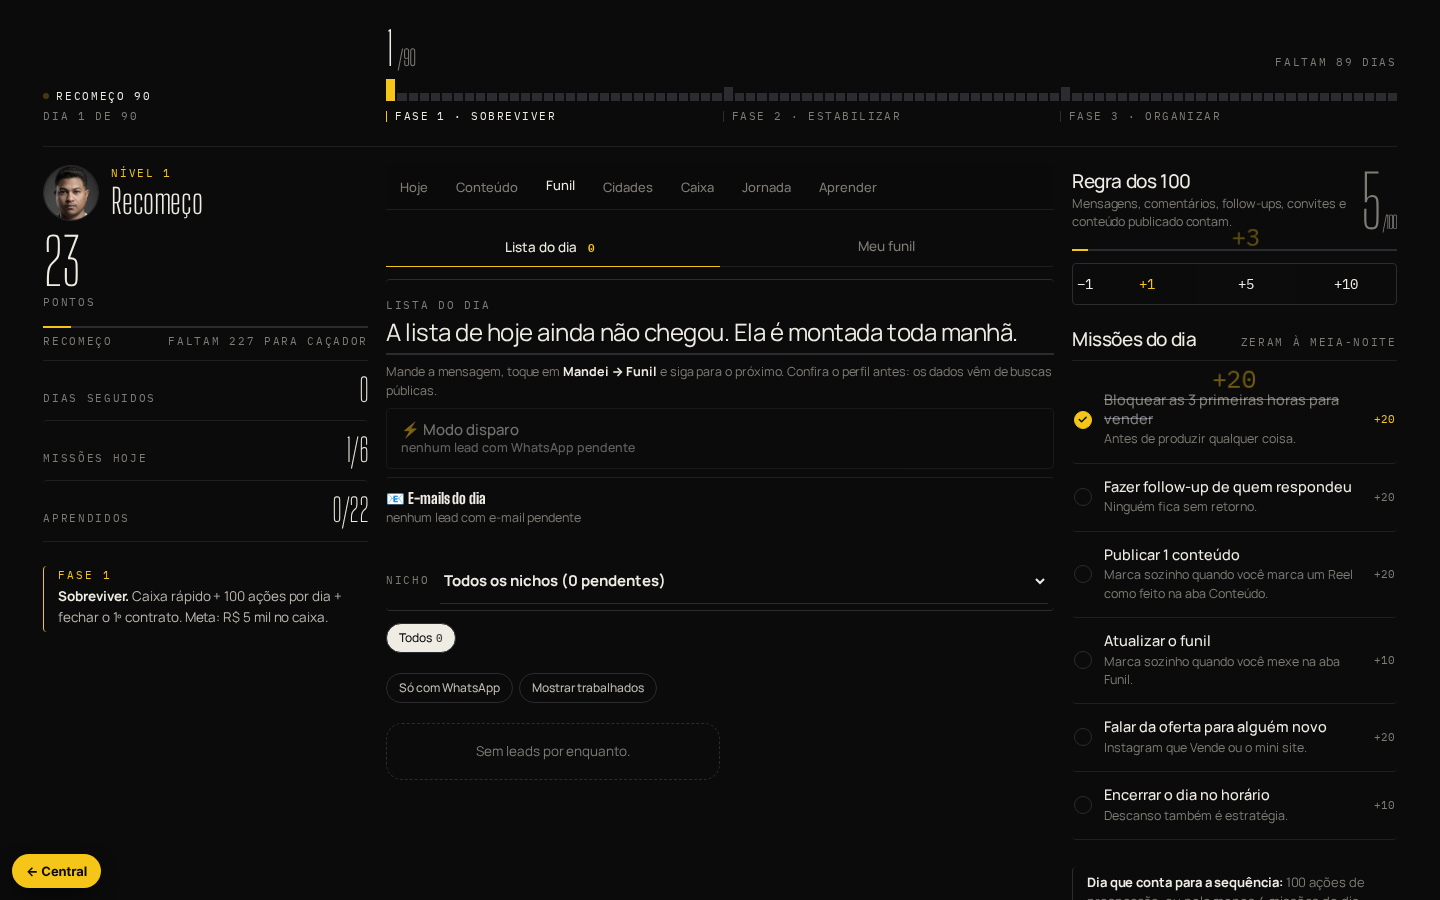 1 /90
FALTAM 89 DIAS
RECOMEÇO 90
DIA 1 DE 90
FASE 1 · SOBREVIVER
FASE 2 · ESTABILIZAR
FASE 3 · ORGANIZAR
NÍVEL 1
Recomeço
23
PONTOS
RECOMEÇO
FALTAM 227 PARA CAÇADOR
DIAS SEGUIDOS 0
MISSÕES HOJE 1/6
APRENDIDOS 0/22
FASE 1
Sobreviver. Caixa rápido + 100 ações por dia +
fechar o 1º contrato. Meta: R$ 5 mil no caixa.
Hoje Conteúdo Funil Cidades Caixa Jornada Aprender
Lista do dia 0
Meu funil
LISTA DO DIA
A lista de hoje ainda não chegou. Ela é montada toda manhã.
Mande a mensagem, toque em Mandei → Funil e siga para o próximo. Confira o perfil antes: os dados vêm de buscas
públicas.
⚡ Modo disparo
nenhum lead com WhatsApp pendente
📧 E-mails do dia
nenhum lead com e-mail pendente
NICHO Todos os nichos (0 pendentes)
Todos 0
Só com WhatsApp
Mostrar trabalhados
Sem leads por enquanto.
Regra dos 100
Mensagens, comentários, follow-ups, convites e
conteúdo publicado contam.
5 /100
+3
−1 +1 +5 +10
Missões do dia
ZERAM À MEIA-NOITE
+20
Bloquear as 3 primeiras horas para
vender
Antes de produzir qualquer coisa.
+20
Fazer follow-up de quem respondeu
Ninguém fica sem retorno.
+20
Publicar 1 conteúdo
Marca sozinho quando você marca um Reel
como feito na aba Conteúdo.
+20
Atualizar o funil
Marca sozinho quando você mexe na aba
Funil.
+10
Falar da oferta para alguém novo
Instagram que Vende ou o mini site.
+20
Encerrar o dia no horário
Descanso também é estratégia.
+10
Dia que conta para a sequência: 100 ações de
← Central